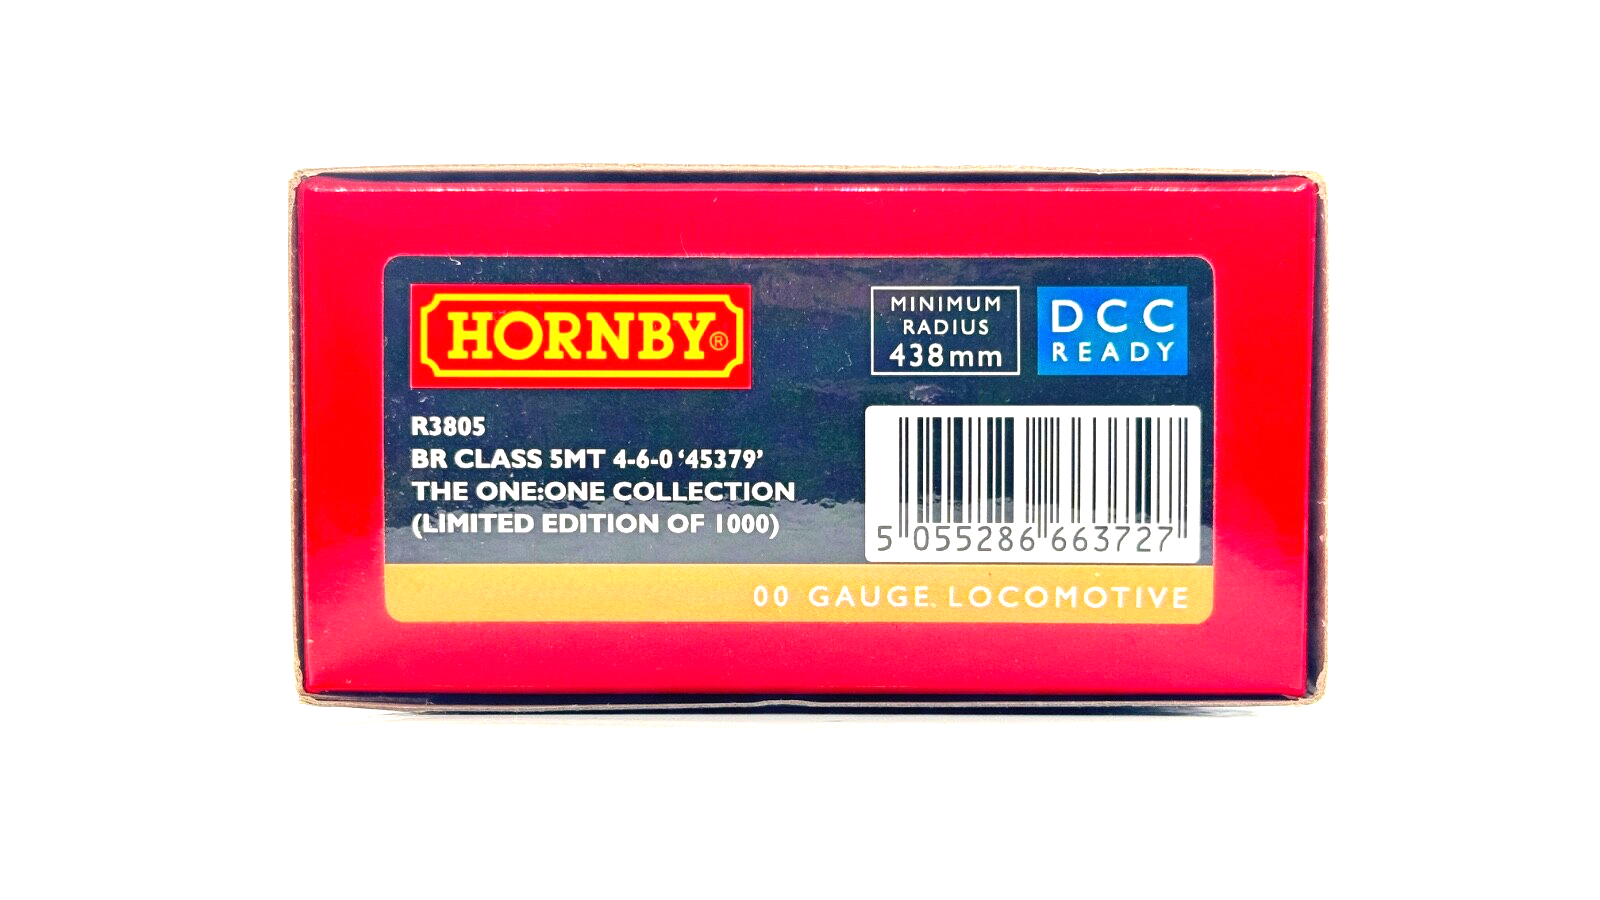 HORNBY®
MINIMUM
RADIUS
438mm
DCC
READY
R3805
BR CLASS 5MT 4-6-0 ‘45379’
THE ONE:ONE COLLECTION
(LIMITED EDITION OF 1000)
5 055286 663727
00 GAUGE LOCOMOTIVE